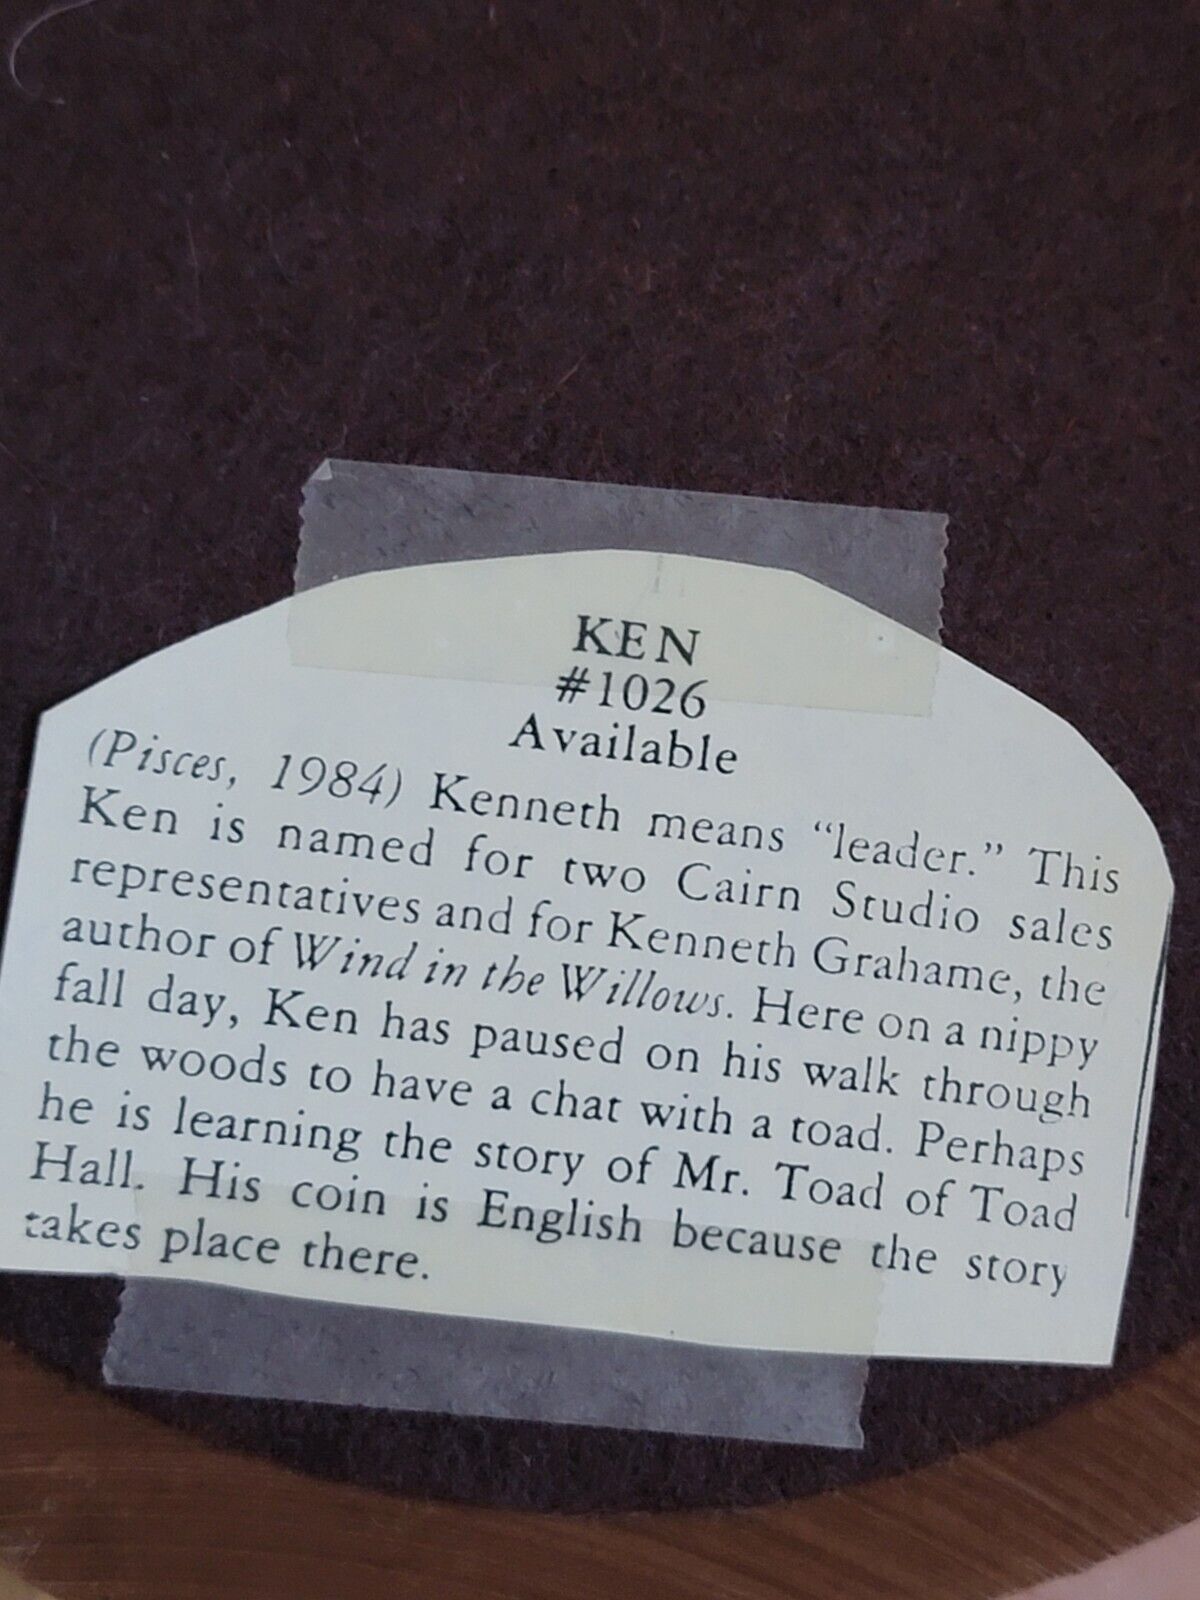 KEN
#1026
Available
(Pisces, 1984) Kenneth means “leader.” This
Ken is named for two Cairn Studio sales
representatives and for Kenneth Grahame, the
author of Wind in the Willows. Here on a nippy
fall day, Ken has paused on his walk through
the woods to have a chat with a toad. Perhaps
he is learning the story of Mr. Toad of Toad
Hall. His coin is English because the story
takes place there.